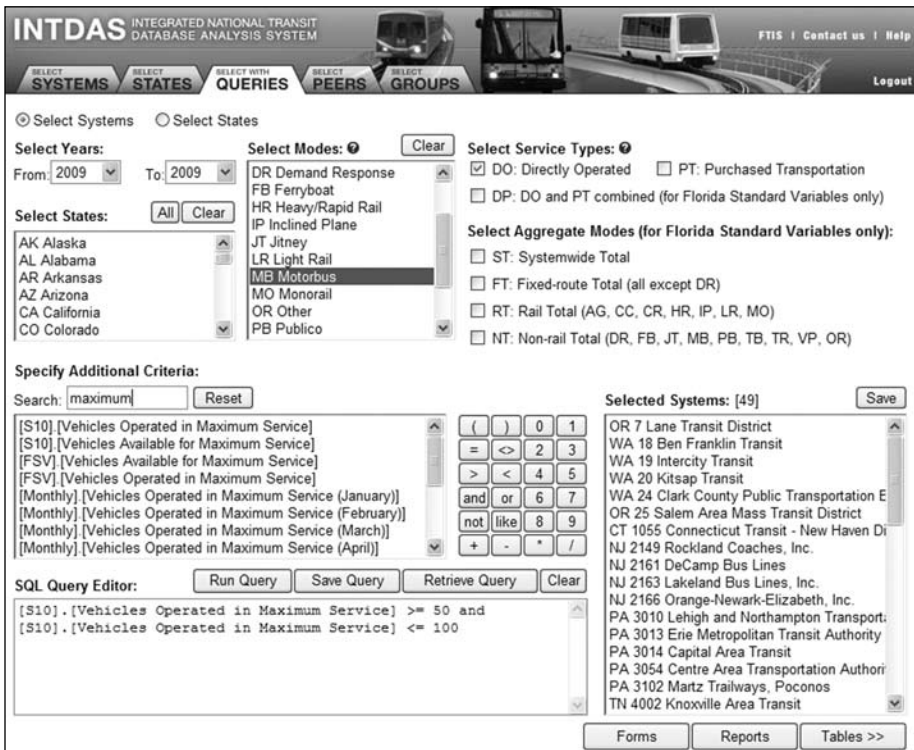 INTDAS INTEGRATED NATIONAL TRANSIT DATABASE ANALYSIS SYSTEM
FTIS | Contact us | Help
SELECT SYSTEMS SELECT STATES SELECT WITH QUERIES SELECT PEERS SELECT GROUPS
Logout
Select Systems Select States
Select Years:
From: 2009 To: 2009
Select States: All Clear
AK Alaska
AL Alabama
AR Arkansas
AZ Arizona
CA California
CO Colorado
Select Modes: Clear
DR Demand Response
FB Ferryboat
HR Heavy/Rapid Rail
IP Inclined Plane
JT Jitney
LR Light Rail
MB Motorbus
MO Monorail
OR Other
PB Publico
Select Service Types:
DO: Directly Operated PT: Purchased Transportation
DP: DO and PT combined (for Florida Standard Variables only)
Select Aggregate Modes (for Florida Standard Variables only):
ST: Systemwide Total
FT: Fixed-route Total (all except DR)
RT: Rail Total (AG, CC, CR, HR, IP, LR, MO)
NT: Non-rail Total (DR, FB, JT, MB, PB, TB, TR, VP, OR)
Specify Additional Criteria:
Search: maximum Reset
[S10].[Vehicles Operated in Maximum Service]
[S10].[Vehicles Available for Maximum Service]
[FSV].[Vehicles Available for Maximum Service]
[FSV].[Vehicles Operated in Maximum Service]
[Monthly].[Vehicles Operated in Maximum Service (January)]
[Monthly].[Vehicles Operated in Maximum Service (February)]
[Monthly].[Vehicles Operated in Maximum Service (March)]
[Monthly].[Vehicles Operated in Maximum Service (April)]
( ) 0 1
= <> 2 3
> < 4 5
and or 6 7
not like 8 9
+ - * /
SQL Query Editor: Run Query Save Query Retrieve Query Clear
[S10].[Vehicles Operated in Maximum Service] >= 50 and
[S10].[Vehicles Operated in Maximum Service] <= 100
Selected Systems: [49] Save
OR 7 Lane Transit District
WA 18 Ben Franklin Transit
WA 19 Intercity Transit
WA 20 Kitsap Transit
WA 24 Clark County Public Transportation E
OR 25 Salem Area Mass Transit District
CT 1055 Connecticut Transit - New Haven Di
NJ 2149 Rockland Coaches, Inc.
NJ 2161 DeCamp Bus Lines
NJ 2163 Lakeland Bus Lines, Inc.
NJ 2166 Orange-Newark-Elizabeth, Inc.
PA 3010 Lehigh and Northampton Transporta
PA 3013 Erie Metropolitan Transit Authority
PA 3014 Capital Area Transit
PA 3054 Centre Area Transportation Authori
PA 3102 Martz Trailways, Poconos
TN 4002 Knoxville Area Transit
Forms Reports Tables >>